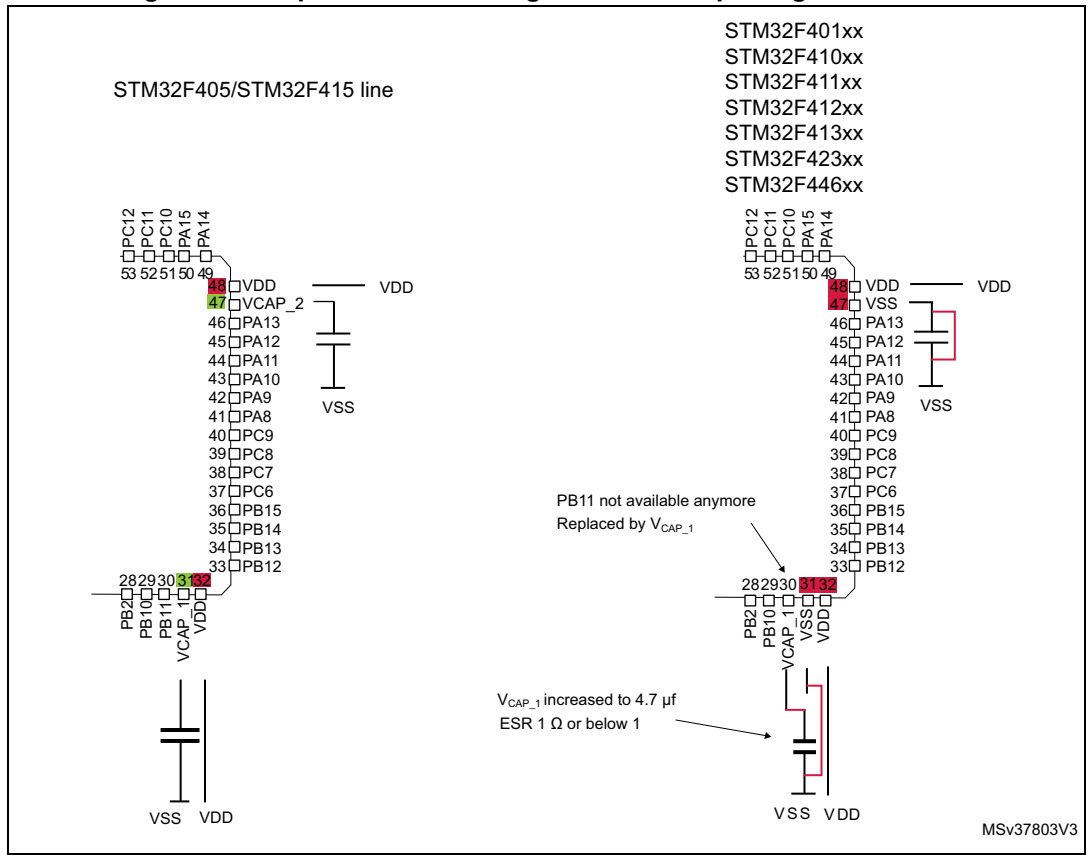 STM32F405/STM32F415 line
PC12
PC11
PC10
PA15
PA14
53 52 51 50 49
48 VDD
VDD
47 VCAP_2
46 PA13
45 PA12
44 PA11
43 PA10
42 PA9
41 PA8
40 PC9
39 PC8
38 PC7
37 PC6
36 PB15
35 PB14
34 PB13
33 PB12
VSS
28 29 30 31 32
PB2
PB10
PB11
VCAP_1
VDD
VSS VDD
STM32F401xx
STM32F410xx
STM32F411xx
STM32F412xx
STM32F413xx
STM32F423xx
STM32F446xx
PC12
PC11
PC10
PA15
PA14
53 52 51 50 49
48 VDD
VDD
47 VSS
46 PA13
45 PA12
44 PA11
43 PA10
42 PA9
41 PA8
40 PC9
39 PC8
38 PC7
37 PC6
36 PB15
35 PB14
34 PB13
33 PB12
VSS
PB11 not available anymore
Replaced by VCAP_1
28 29 30 31 32
PB2
PB10
VCAP_1
VSS
VDD
VCAP_1 increased to 4.7 µf
ESR 1 Ω or below 1
VSS VDD
MSv37803V3